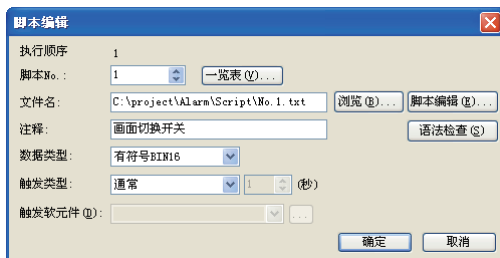 脚本编辑
执行顺序 1
脚本No.: 1 一览表(V)...
文件名: C:\project\Alarm\Script\No.1.txt 浏览(B)... 脚本编辑(E)...
注释: 画面切换开关 语法检查(S)
数据类型: 有符号BIN16
触发类型: 通常 1 (秒)
触发软元件(D): ...
确定 取消